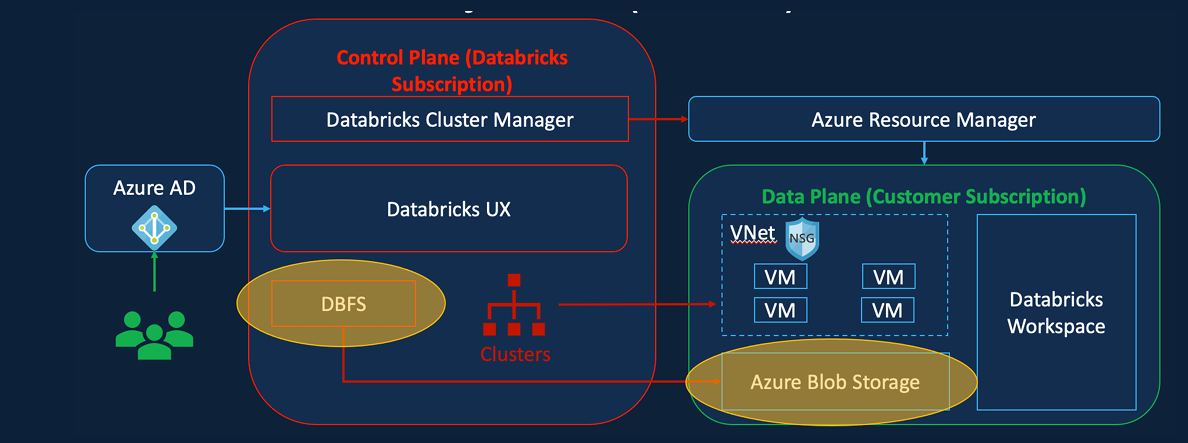 Control Plane (Databricks
Subscription)
Databricks Cluster Manager
Azure Resource Manager
Azure AD
Databricks UX
Data Plane (Customer Subscription)
VNet
NSG
VM
VM
VM
VM
DBFS
Clusters
Databricks
Workspace
Azure Blob Storage